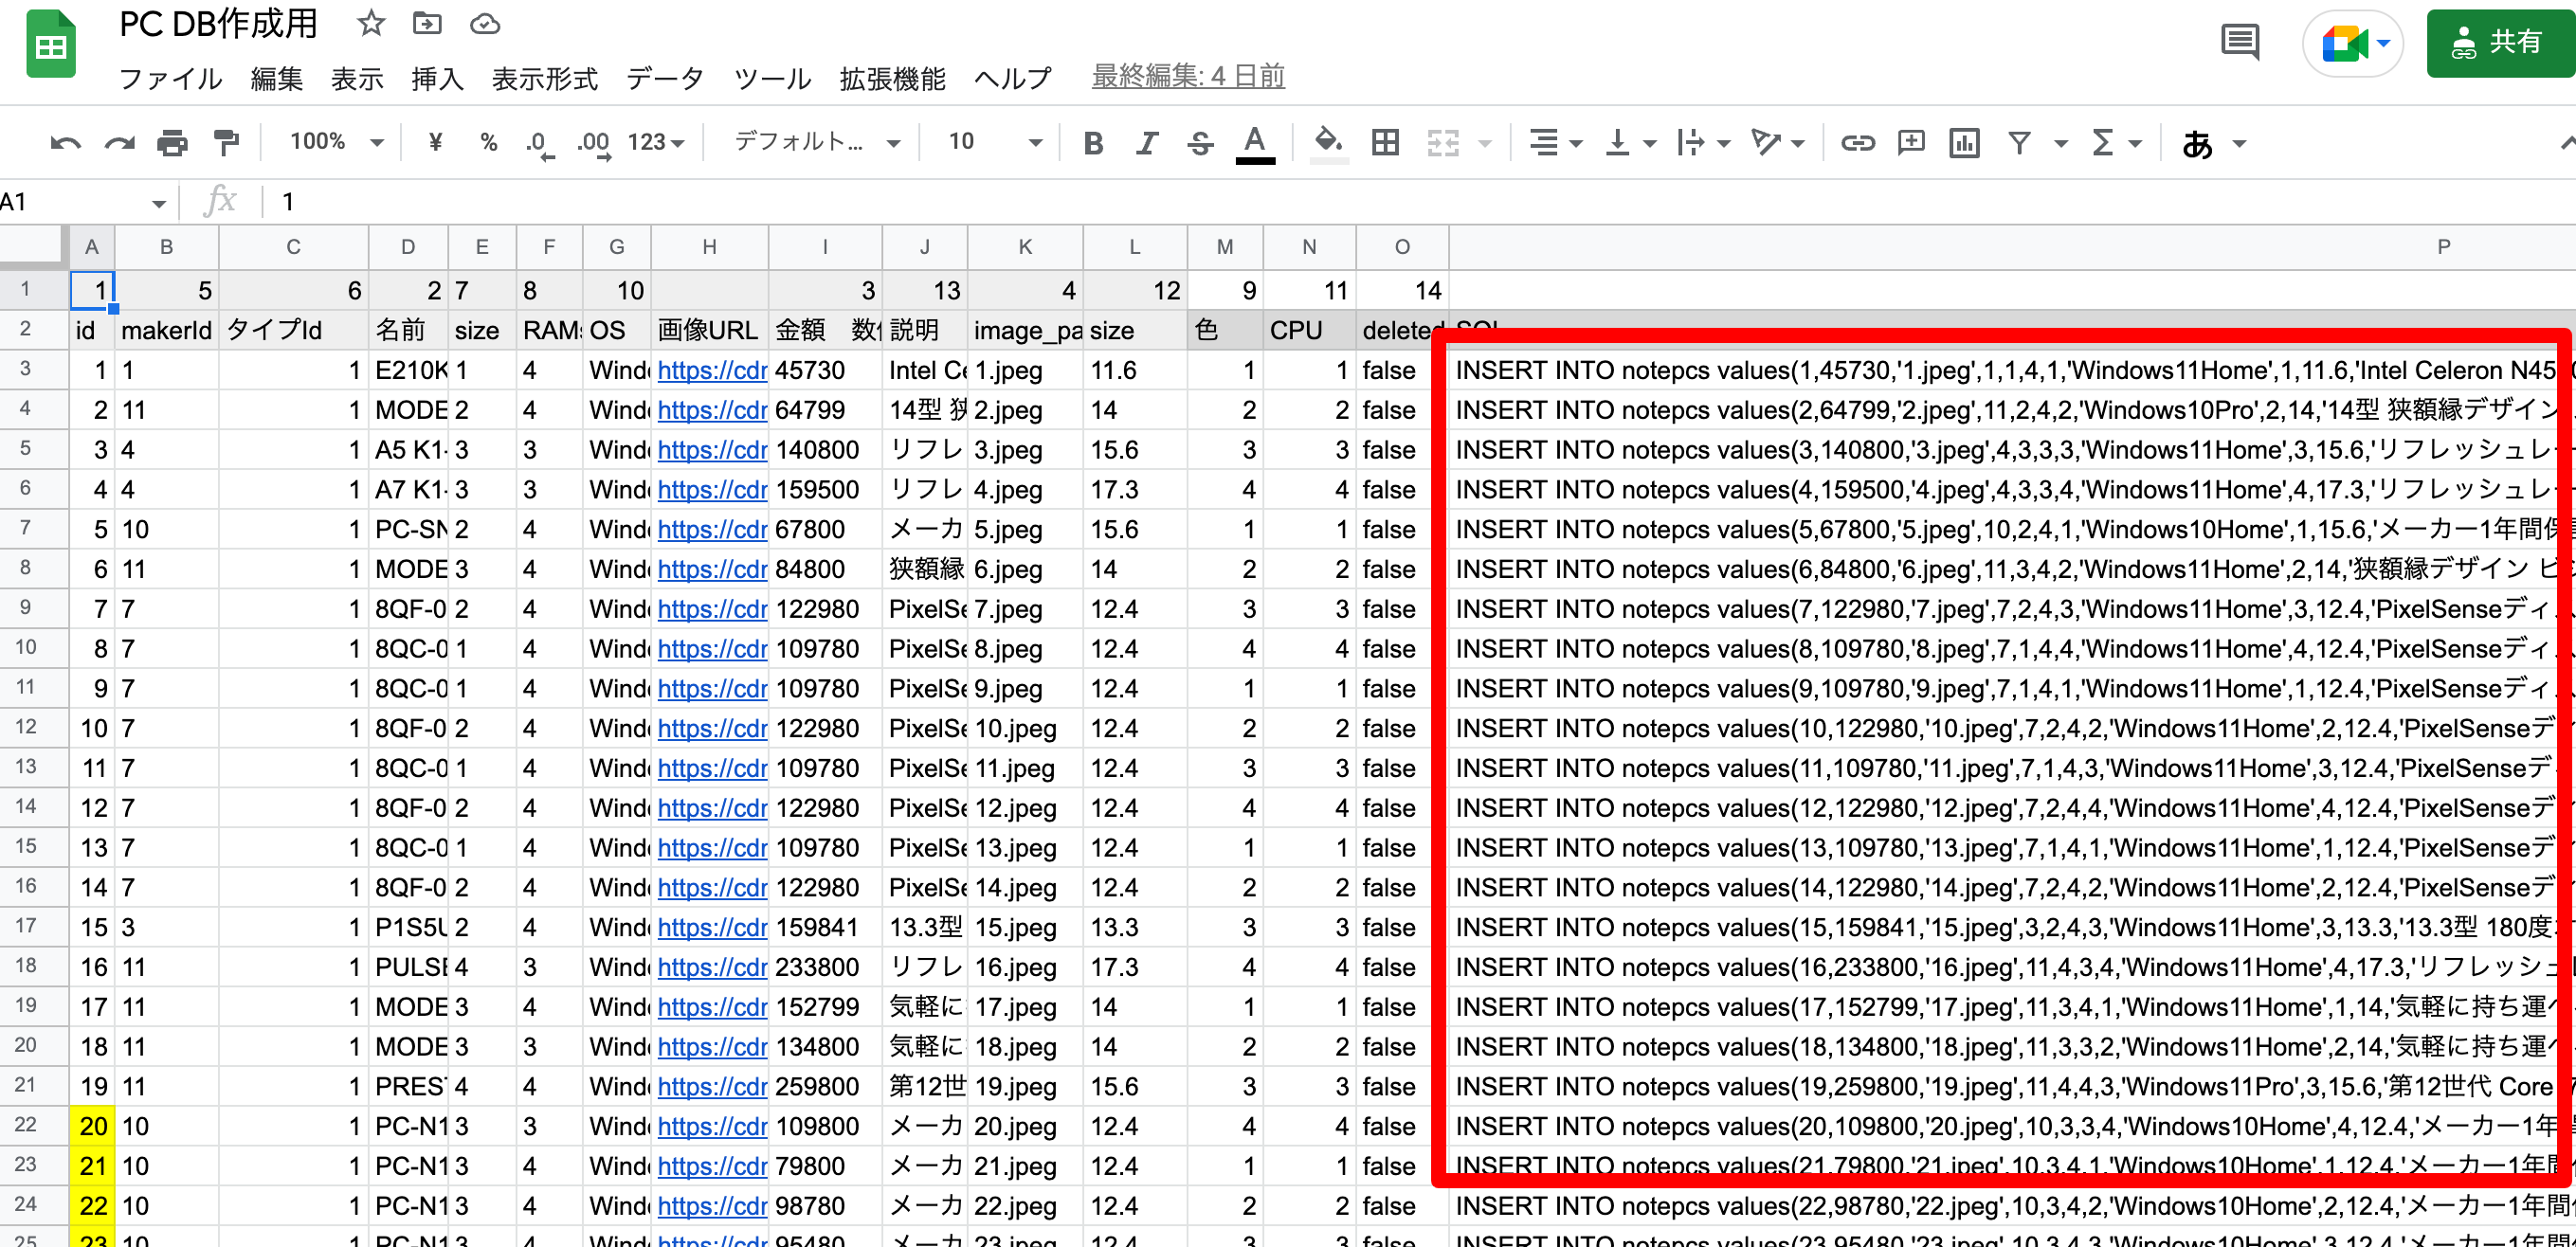 PC DB作成用
ファイル 編集 表示 挿入 表示形式 データ ツール 拡張機能 ヘルプ 最終編集: 4 日前
共有
100% ¥ % .0 .00 123 デフォルト... 10 B I S A あ
A1 fx 1
A B C D E F G H I J K L M N O P
1 1 5 6 2 7 8 10 3 13 4 12 9 11 14
2 id makerId タイプId 名前 size RAM OS 画像URL 金額 数 説明 image_pa size 色 CPU deleted
3 1 1 1 E210K 1 4 Wind https://cdn 45730 Intel Ce 1.jpeg 11.6 1 1 false INSERT INTO notepcs values(1,45730,'1.jpeg',1,1,4,1,'Windows11Home',1,11.6,'Intel Celeron N45
4 2 11 1 MODE 2 4 Wind https://cdn 64799 14型 狭 2.jpeg 14 2 2 false INSERT INTO notepcs values(2,64799,'2.jpeg',11,2,4,2,'Windows10Pro',2,14,'14型 狭額縁デザイン
5 3 4 1 A5 K1- 3 3 Wind https://cdn 140800 リフレ 3.jpeg 15.6 3 3 false INSERT INTO notepcs values(3,140800,'3.jpeg',4,3,3,3,'Windows11Home',3,15.6,'リフレッシュレー
6 4 4 1 A7 K1- 3 3 Wind https://cdn 159500 リフレ 4.jpeg 17.3 4 4 false INSERT INTO notepcs values(4,159500,'4.jpeg',4,3,3,4,'Windows11Home',4,17.3,'リフレッシュレー
7 5 10 1 PC-SN 2 4 Wind https://cdn 67800 メーカ 5.jpeg 15.6 1 1 false INSERT INTO notepcs values(5,67800,'5.jpeg',10,2,4,1,'Windows10Home',1,15.6,'メーカー1年間保
8 6 11 1 MODE 3 4 Wind https://cdn 84800 狭額縁 6.jpeg 14 2 2 false INSERT INTO notepcs values(6,84800,'6.jpeg',11,3,4,2,'Windows11Home',2,14,'狭額縁デザイン ビ
9 7 7 1 8QF-0 2 4 Wind https://cdn 122980 PixelSe 7.jpeg 12.4 3 3 false INSERT INTO notepcs values(7,122980,'7.jpeg',7,2,4,3,'Windows11Home',3,12.4,'PixelSenseディ
10 8 7 1 8QC-0 1 4 Wind https://cdn 109780 PixelSe 8.jpeg 12.4 4 4 false INSERT INTO notepcs values(8,109780,'8.jpeg',7,1,4,4,'Windows11Home',4,12.4,'PixelSenseディ
11 9 7 1 8QC-0 1 4 Wind https://cdn 109780 PixelSe 9.jpeg 12.4 1 1 false INSERT INTO notepcs values(9,109780,'9.jpeg',7,1,4,1,'Windows11Home',1,12.4,'PixelSenseディ
12 10 7 1 8QF-0 2 4 Wind https://cdn 122980 PixelSe 10.jpeg 12.4 2 2 false INSERT INTO notepcs values(10,122980,'10.jpeg',7,2,4,2,'Windows11Home',2,12.4,'PixelSenseデ
13 11 7 1 8QC-0 1 4 Wind https://cdn 109780 PixelSe 11.jpeg 12.4 3 3 false INSERT INTO notepcs values(11,109780,'11.jpeg',7,1,4,3,'Windows11Home',3,12.4,'PixelSenseデ
14 12 7 1 8QF-0 2 4 Wind https://cdn 122980 PixelSe 12.jpeg 12.4 4 4 false INSERT INTO notepcs values(12,122980,'12.jpeg',7,2,4,4,'Windows11Home',4,12.4,'PixelSenseデ
15 13 7 1 8QC-0 1 4 Wind https://cdn 109780 PixelSe 13.jpeg 12.4 1 1 false INSERT INTO notepcs values(13,109780,'13.jpeg',7,1,4,1,'Windows11Home',1,12.4,'PixelSenseデ
16 14 7 1 8QF-0 2 4 Wind https://cdn 122980 PixelSe 14.jpeg 12.4 2 2 false INSERT INTO notepcs values(14,122980,'14.jpeg',7,2,4,2,'Windows11Home',2,12.4,'PixelSenseデ
17 15 3 1 P1S5U 2 4 Wind https://cdn 159841 13.3型 15.jpeg 13.3 3 3 false INSERT INTO notepcs values(15,159841,'15.jpeg',3,2,4,3,'Windows11Home',3,13.3,'13.3型 180度
18 16 11 1 PULSE 4 3 Wind https://cdn 233800 リフレ 16.jpeg 17.3 4 4 false INSERT INTO notepcs values(16,233800,'16.jpeg',11,4,3,4,'Windows11Home',4,17.3,'リフレッシュ
19 17 11 1 MODE 3 4 Wind https://cdn 152799 気軽に 17.jpeg 14 1 1 false INSERT INTO notepcs values(17,152799,'17.jpeg',11,3,4,1,'Windows11Home',1,14,'気軽に持ち運べ
20 18 11 1 MODE 3 3 Wind https://cdn 134800 気軽に 18.jpeg 14 2 2 false INSERT INTO notepcs values(18,134800,'18.jpeg',11,3,3,2,'Windows11Home',2,14,'気軽に持ち運べ
21 19 11 1 PRES 4 4 Wind https://cdn 259800 第12世 19.jpeg 15.6 3 3 false INSERT INTO notepcs values(19,259800,'19.jpeg',11,4,4,3,'Windows11Pro',3,15.6,'第12世代 Core
22 20 10 1 PC-N1 3 3 Wind https://cdn 109800 メーカ 20.jpeg 12.4 4 4 false INSERT INTO notepcs values(20,109800,'20.jpeg',10,3,3,4,'Windows10Home',4,12.4,'メーカー1年
23 21 10 1 PC-N1 3 4 Wind https://cdn 79800 メーカ 21.jpeg 12.4 1 1 false INSERT INTO notepcs values(21,79800,'21.jpeg',10,3,4,1,'Windows10Home',1,12.4,'メーカー1年間
24 22 10 1 PC-N1 3 4 Wind https://cdn 98780 メーカ 22.jpeg 12.4 2 2 false INSERT INTO notepcs values(22,98780,'22.jpeg',10,3,4,2,'Windows10Home',2,12.4,'メーカー1年間保
25 23 10 1 PC-N1 3 4 Wind https://cdn 95480 メーカ 23.jpeg 12.4 3 3 false INSERT INTO notepcs values(23,95480,'23.jpeg',10,3,4,3,'Windows10Home',3,12.4,'メーカー1年間